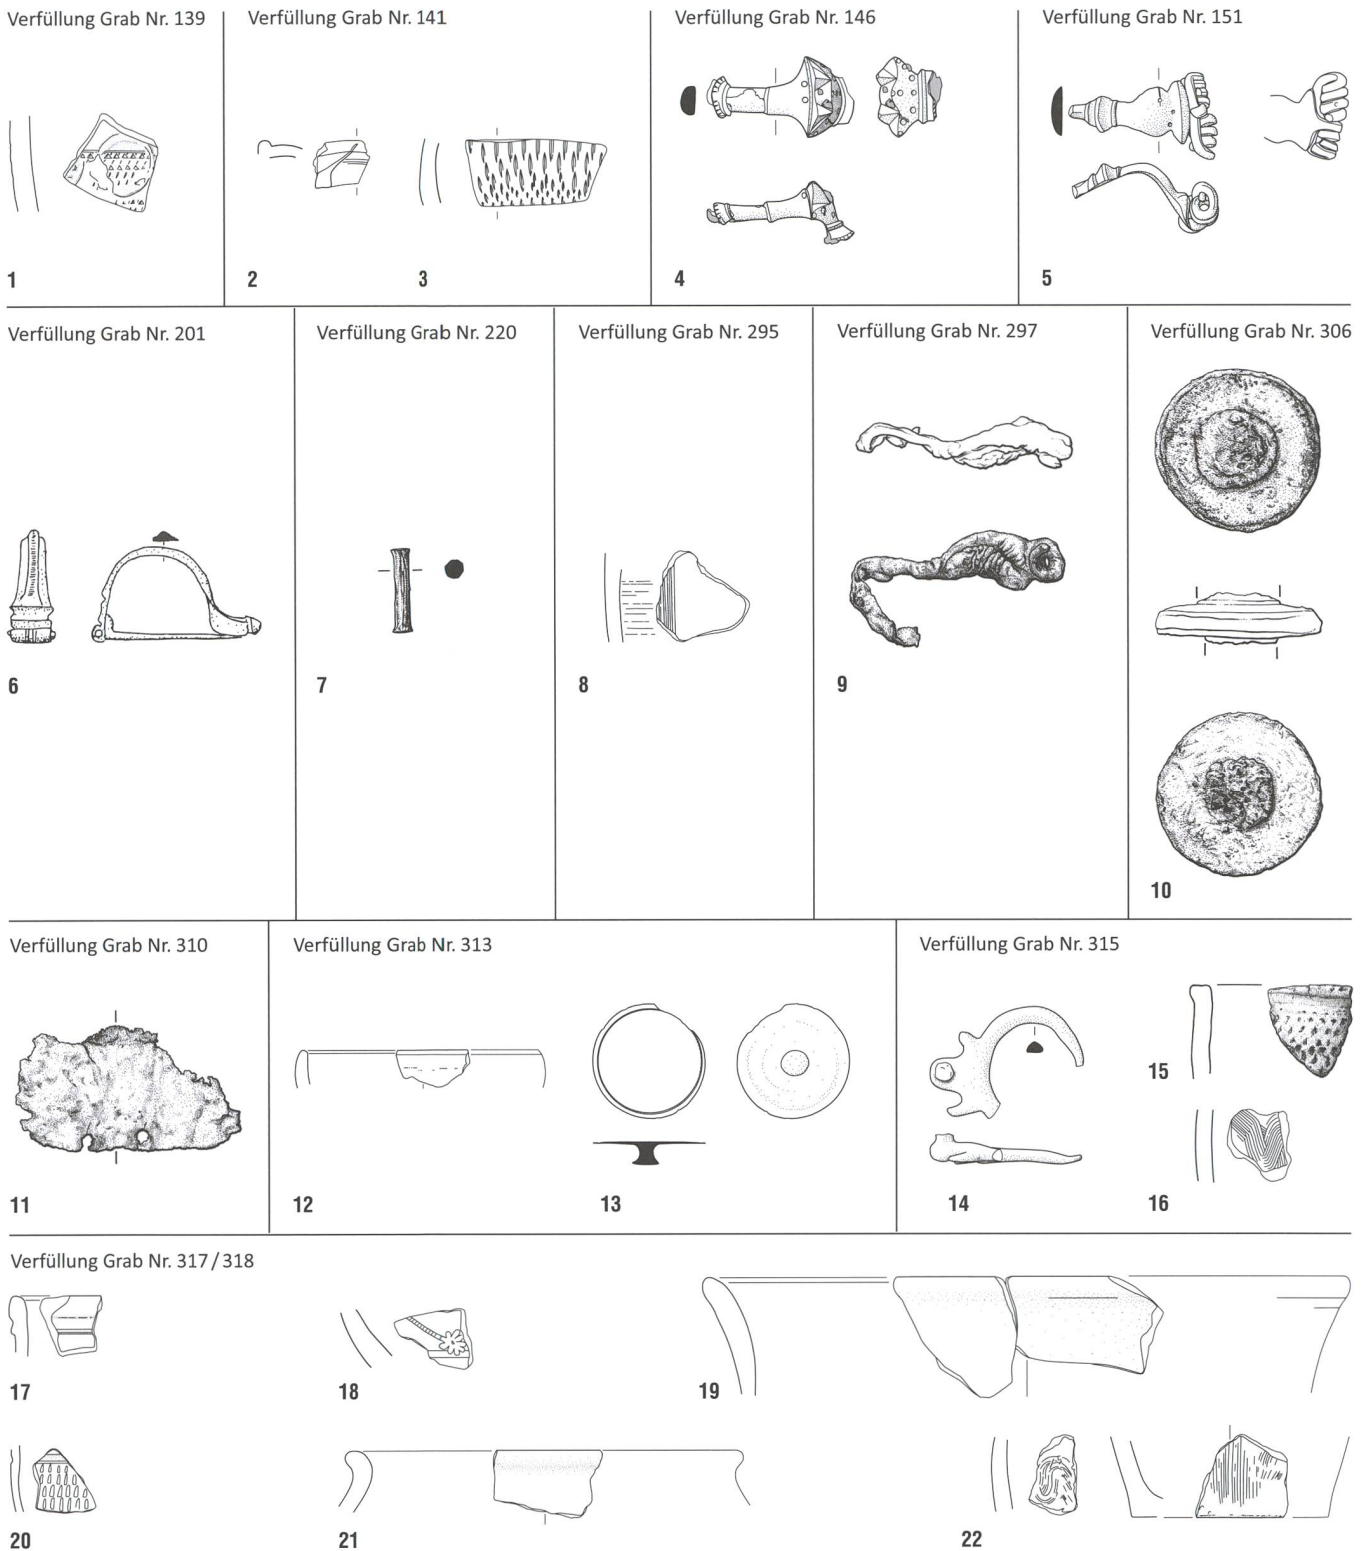 Verfüllung Grab Nr. 139
Verfüllung Grab Nr. 141
Verfüllung Grab Nr. 146
Verfüllung Grab Nr. 151
1
2
3
4
5
Verfüllung Grab Nr. 201
Verfüllung Grab Nr. 220
Verfüllung Grab Nr. 295
Verfüllung Grab Nr. 297
Verfüllung Grab Nr. 306
6
7
8
9
10
Verfüllung Grab Nr. 310
Verfüllung Grab Nr. 313
Verfüllung Grab Nr. 315
11
12
13
14
15
16
Verfüllung Grab Nr. 317/318
17
18
19
20
21
22